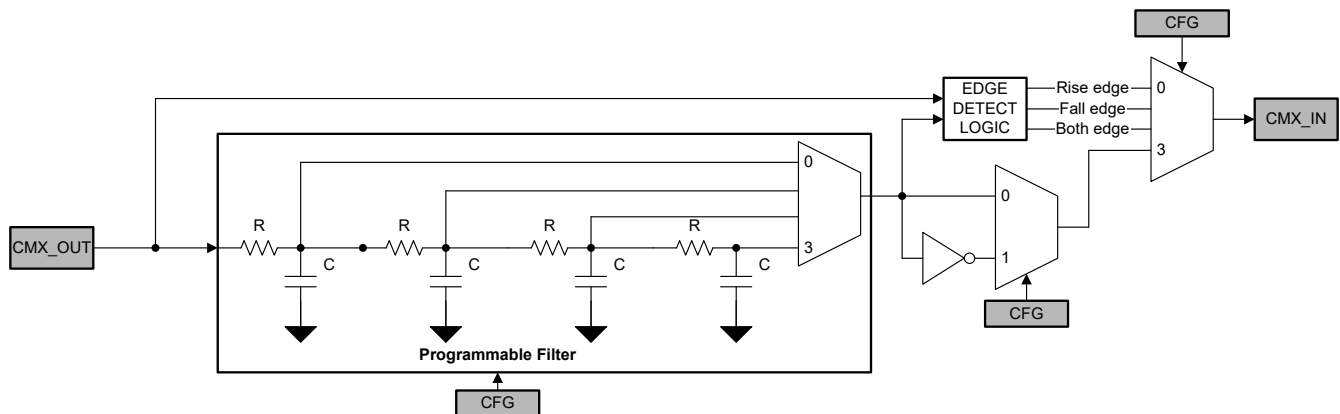 CFG
EDGE
DETECT
LOGIC
Rise edge
Fall edge
Both edge
0
3
CMX_IN
0
3
0
1
R
R
R
R
C
C
C
C
CMX_OUT
CFG
Programmable Filter
CFG